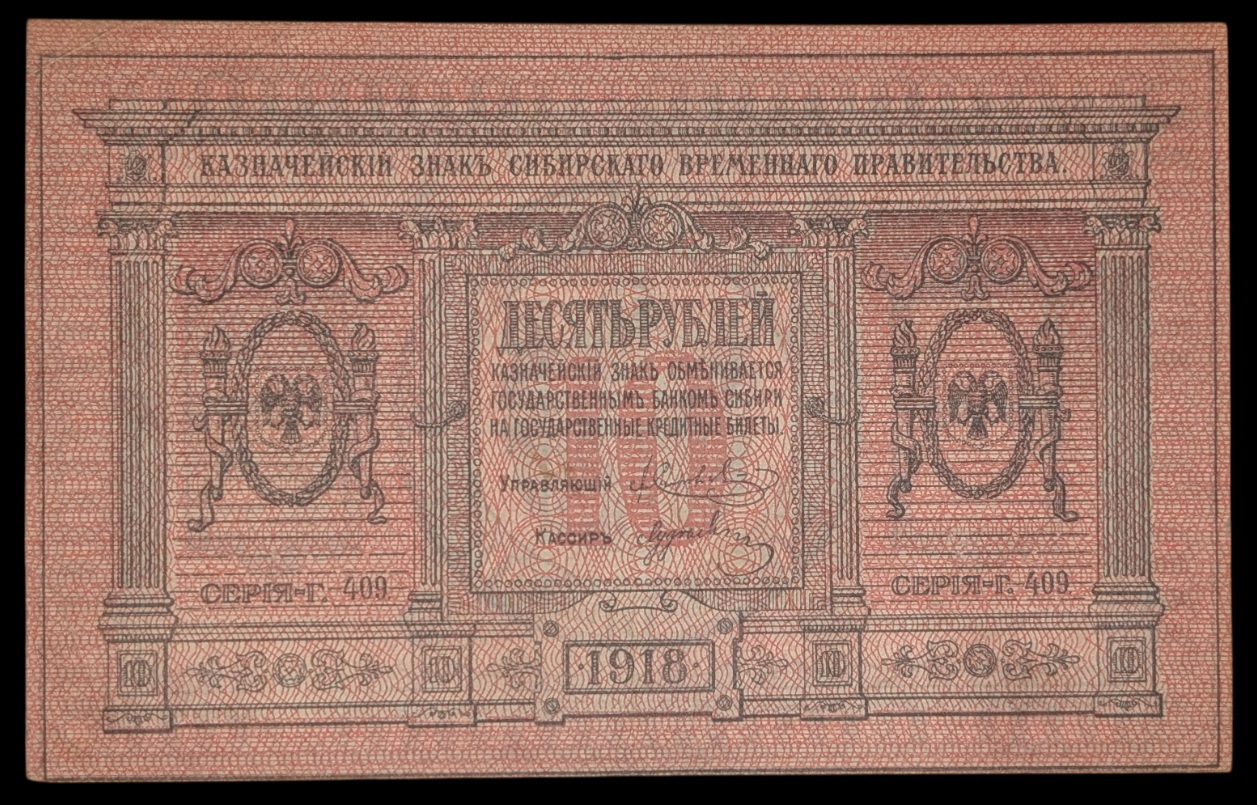 КАЗНАЧЕЙСКІЙ ЗНАКЪ СИБИРСКАГО ВРЕМЕННАГО ПРАВИТЕЛЬСТВА.
ДЕСЯТЬ РУБЛЕЙ
10
КАЗНАЧЕЙСКІЙ ЗНАКЪ ОБМѢНИВАЕТСЯ
ГОСУДАРСТВЕННЫМЪ БАНКОМЪ СИБИРИ
НА ГОСУДАРСТВЕННЫЕ КРЕДИТНЫЕ БИЛЕТЫ.
УПРАВЛЯЮЩІЙ
КАССИРЪ
СЕРІЯ-Г. 409 СЕРІЯ-Г. 409
10 10 ·1918· 10 10